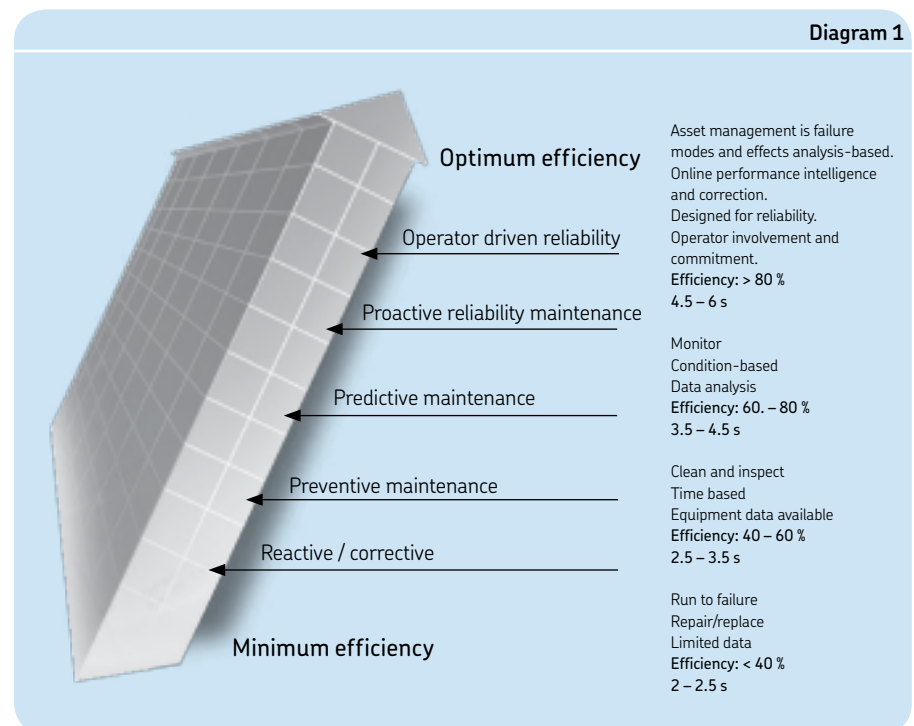 Diagram 1
Optimum efficiency
Operator driven reliability
Proactive reliability maintenance
Predictive maintenance
Preventive maintenance
Reactive / corrective
Minimum efficiency
Asset management is failure
modes and effects analysis-based.
Online performance intelligence
and correction.
Designed for reliability.
Operator involvement and
commitment.
Efficiency: > 80 %
4.5 – 6 s
Monitor
Condition-based
Data analysis
Efficiency: 60. – 80 %
3.5 – 4.5 s
Clean and inspect
Time based
Equipment data available
Efficiency: 40 – 60 %
2.5 – 3.5 s
Run to failure
Repair/replace
Limited data
Efficiency: < 40 %
2 – 2.5 s